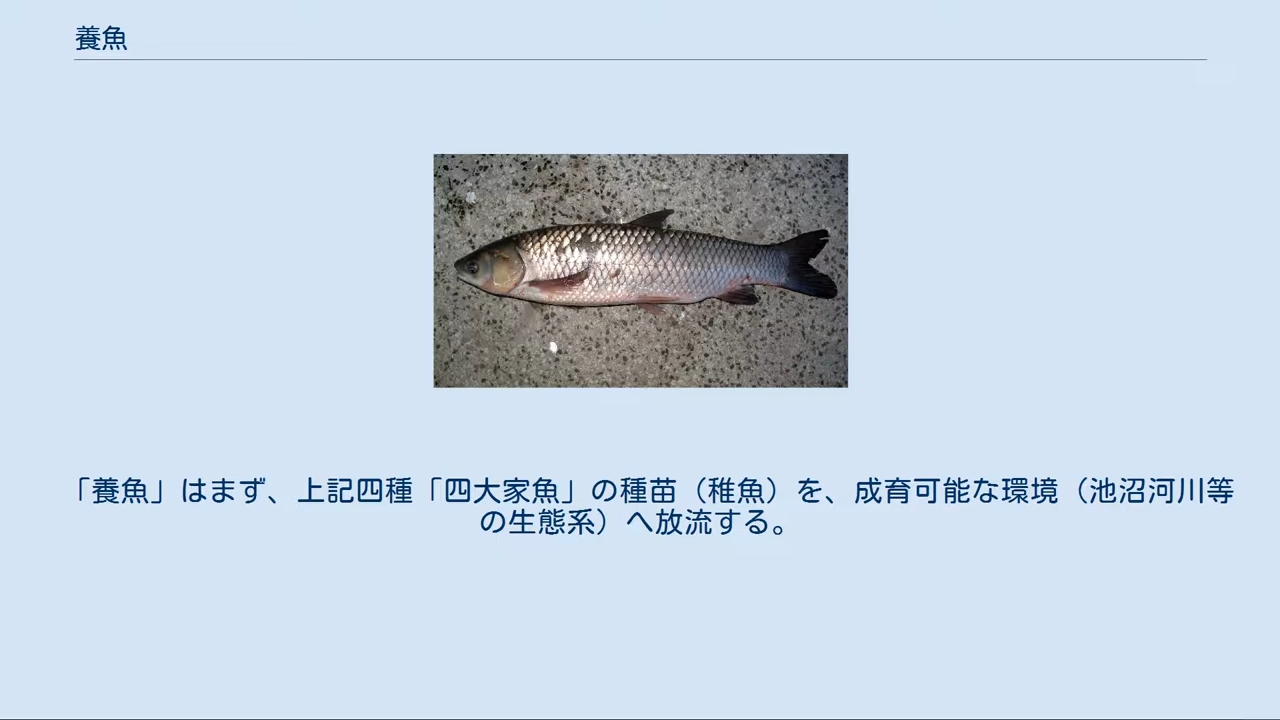 養魚
「養魚」はまず、上記四種「四大家魚」の種苗（稚魚）を、成育可能な環境（池沼河川等
の生態系）へ放流する。